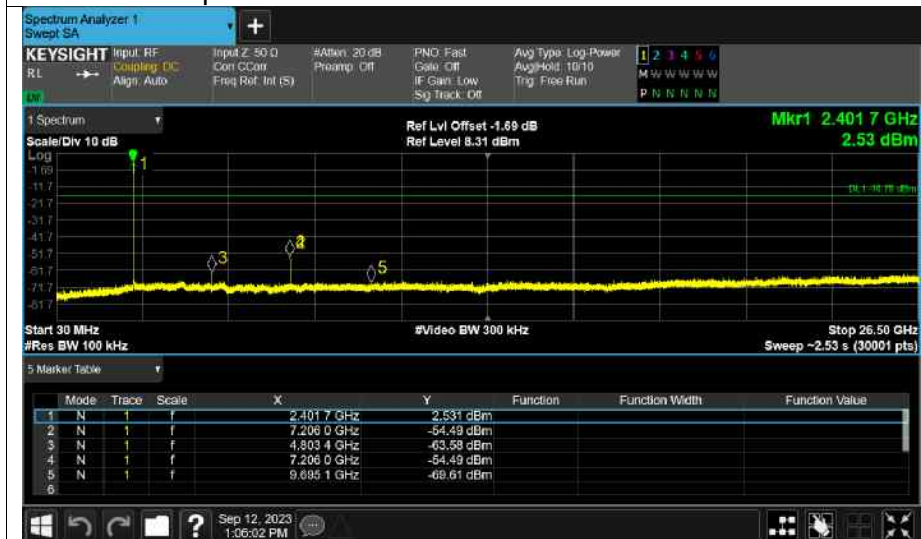 Spectrum Analyzer 1
Swept SA
+
KEYSIGHT Input: RF Input Z: 50 Ω #Atten: 20 dB PNO: Fast Avg Type: Log-Power 1 2 3 4 5 6
RL Coupling: DC Corr CCorr Preamp: Off Gate: Off Avg|Hold: 10/10 M W W W W W
Align: Auto Freq Ref: Int (S) IF Gain: Low Trig: Free Run
Sig Track: Off P N N N N N
1 Spectrum Ref Lvl Offset -1.69 dB Mkr1 2.401 7 GHz
Scale/Div 10 dB Ref Level 8.31 dBm 2.53 dBm
Log
-1.69
-11.7
-21.7
-31.7
-41.7
-51.7
-61.7
-71.7
-81.7
1
3
5
Start 30 MHz #Video BW 300 kHz Stop 26.50 GHz
#Res BW 100 kHz Sweep ~2.53 s (30001 pts)
5 Marker Table
Mode Trace Scale X Y Function Function Width Function Value
1 N 1 f 2.401 7 GHz 2.531 dBm
2 N 1 f 7.206 0 GHz -54.49 dBm
3 N 1 f 4.803 4 GHz -63.58 dBm
4 N 1 f 7.206 0 GHz -54.49 dBm
5 N 1 f 9.695 1 GHz -69.61 dBm
6
? Sep 12, 2023
1:06:02 PM